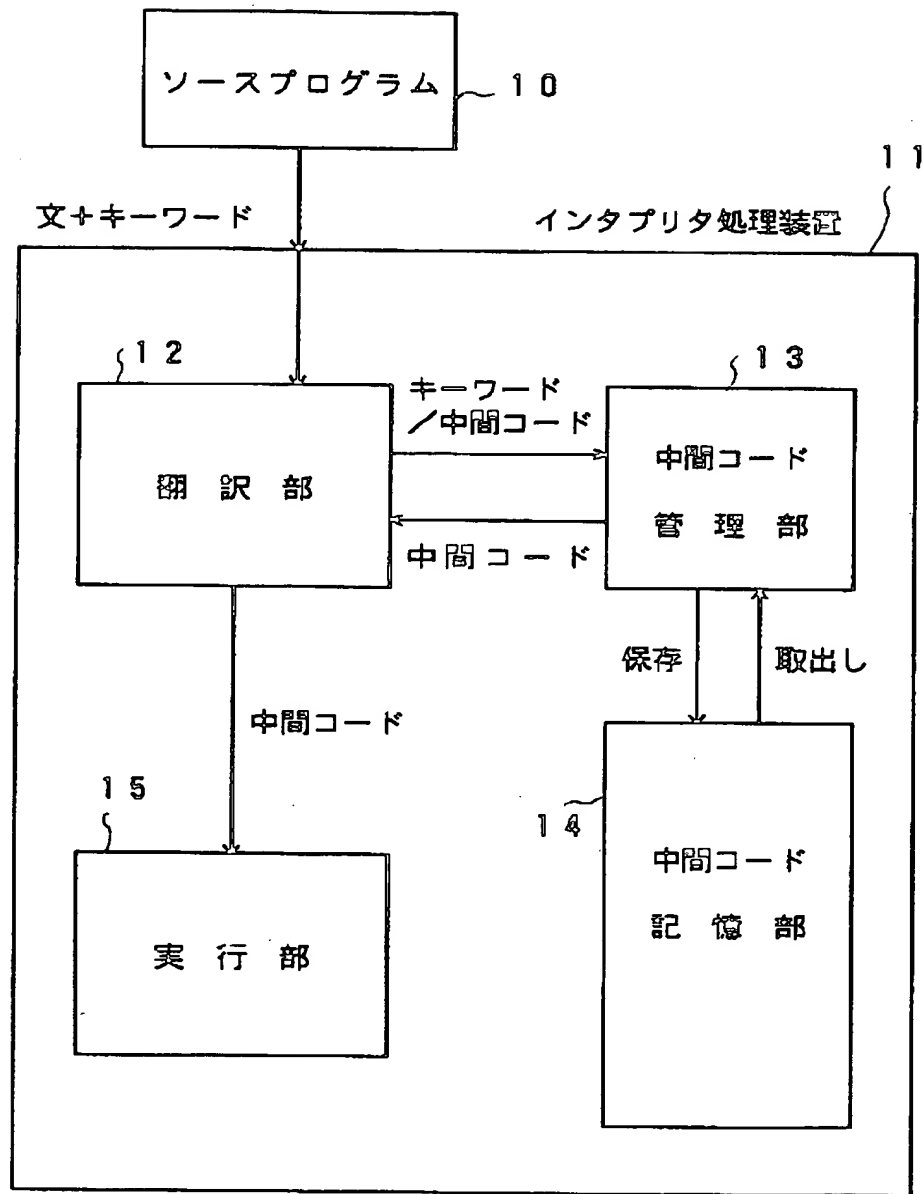 ソースプログラム
10
11
文+キーワード
インタプリタ処理装置
12
13
キーワード
/中間コード
翻訳部
中間コード
管理部
中間コード
保存
取出し
中間コード
15
14
中間コード
記憶部
実行部